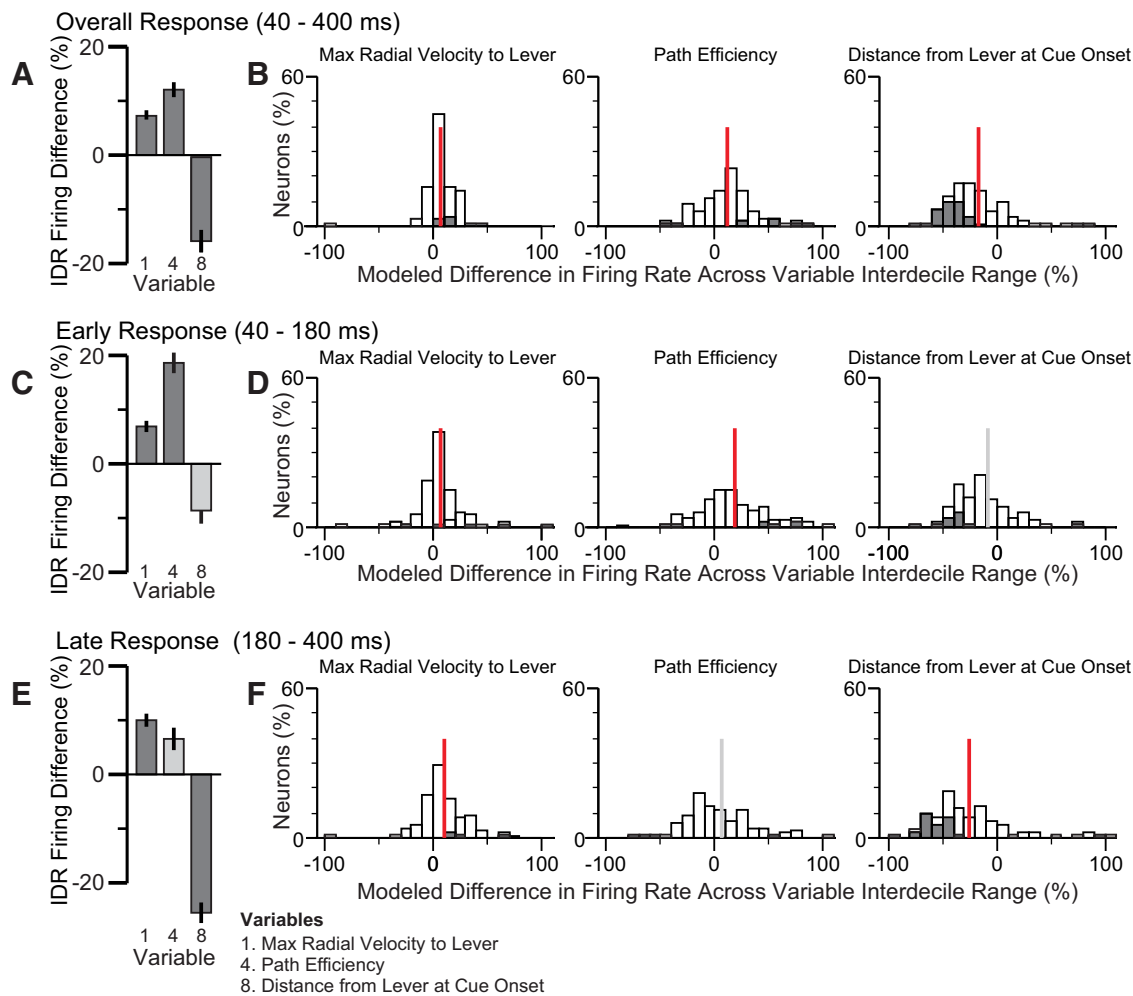 Overall Response (40 - 400 ms)
A
IDR Firing Difference (%)
20
0
-20
1 4 8
Variable
B
Max Radial Velocity to Lever
Path Efficiency
Distance from Lever at Cue Onset
Neurons (%)
60
0
60
0
60
0
-100 0 100
-100 0 100
-100 0 100
Modeled Difference in Firing Rate Across Variable Interdecile Range (%)
Early Response (40 - 180 ms)
C
IDR Firing Difference (%)
20
0
-20
1 4 8
Variable
D
Max Radial Velocity to Lever
Path Efficiency
Distance from Lever at Cue Onset
Neurons (%)
60
0
60
0
60
0
-100 0 100
-100 0 100
-100 0 100
Modeled Difference in Firing Rate Across Variable Interdecile Range (%)
Late Response (180 - 400 ms)
E
IDR Firing Difference (%)
20
0
-20
1 4 8
Variable
F
Max Radial Velocity to Lever
Path Efficiency
Distance from Lever at Cue Onset
Neurons (%)
60
0
60
0
60
0
-100 0 100
-100 0 100
-100 0 100
Modeled Difference in Firing Rate Across Variable Interdecile Range (%)
Variables
1. Max Radial Velocity to Lever
4. Path Efficiency
8. Distance from Lever at Cue Onset